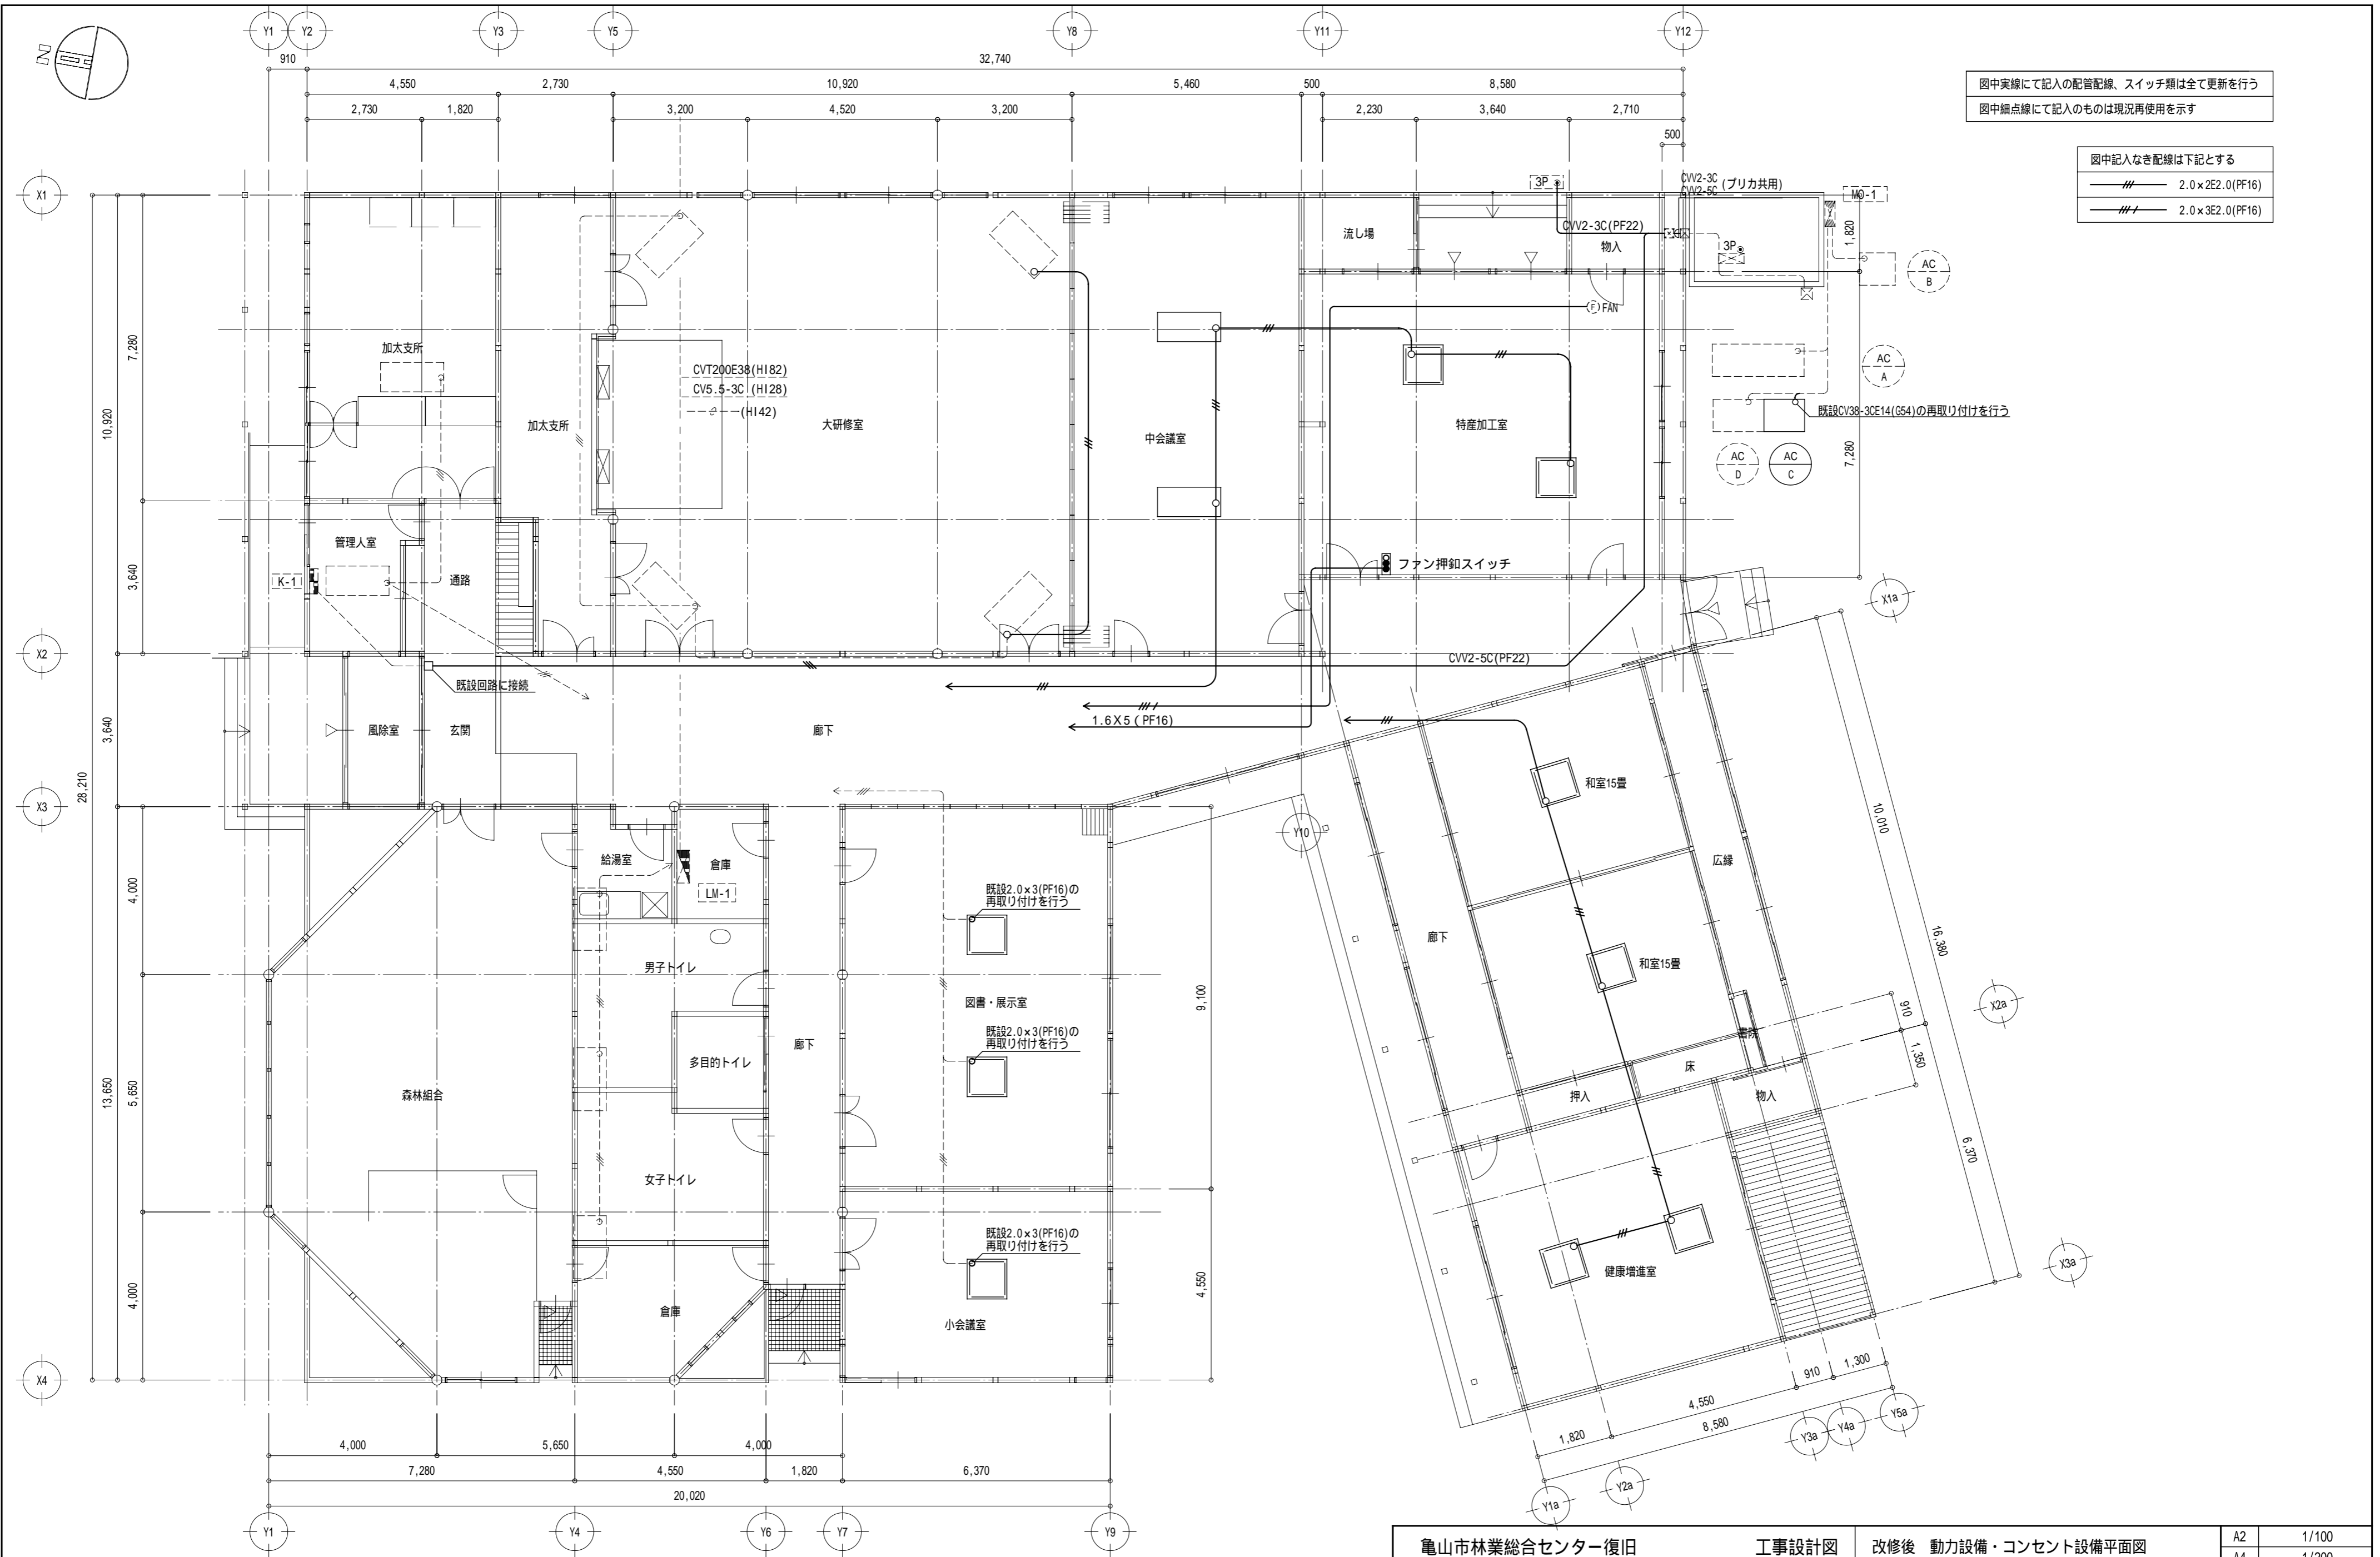 Y1 Y2 Y3 Y5 Y8 Y11 Y12
N
910 32,740
4,550 2,730 10,920 5,460 500 8,580
2,730 1,820 3,200 4,520 3,200 2,230 3,640 2,710
500
図中実線にて記入の配管配線、スイッチ類は全て更新を行う
図中細点線にて記入のものは現況再使用を示す
図中記入なき配線は下記とする
2.0×2E2.0(PF16)
2.0×3E2.0(PF16)
X1
3P
CVV2-3C
CVV2-5C
(プリカ共用)
MO-1
流し場
CVV2-3C(PF22)
物入
3P
1,820
AC
B
F FAN
7,280
加太支所
CVT200E38(HI82)
CV5.5-3C (HI28)
(HI42)
AC
A
既設CV38-3CE14(G54)の再取り付けを行う
10,920
加太支所
大研修室
中会議室
特産加工室
AC
D
AC
C
7,280
管理人室
K-1
通路
3,640
ファン押釦スイッチ
X1a
X2
CVV2-5C(PF22)
既設回路に接続
1.6X5 (PF16)
3,640
風除室
玄関
廊下
28,210
和室15畳
X3
10,010
Y10
給湯室
倉庫
LM-1
広縁
4,000
既設2.0×3(PF16)の
再取り付けを行う
廊下
16,380
男子トイレ
和室15畳
図書・展示室
9,100
910
X2a
既設2.0×3(PF16)の
再取り付けを行う
廊下
書院
1,350
多目的トイレ
床
13,650
5,650
森林組合
押入
物入
6,370
女子トイレ
既設2.0×3(PF16)の
再取り付けを行う
X3a
4,000
4,550
健康増進室
倉庫
小会議室
X4
1,300
910
4,550
8,580
1,820
Y5a
Y4a
Y3a
Y2a
Y1a
4,000 5,650 4,000
7,280 4,550 1,820 6,370
20,020
Y1 Y4 Y6 Y7 Y9
亀山市林業総合センター復旧 工事設計図 改修後 動力設備・コンセント設備平面図 A2 1/100
A4 1/200